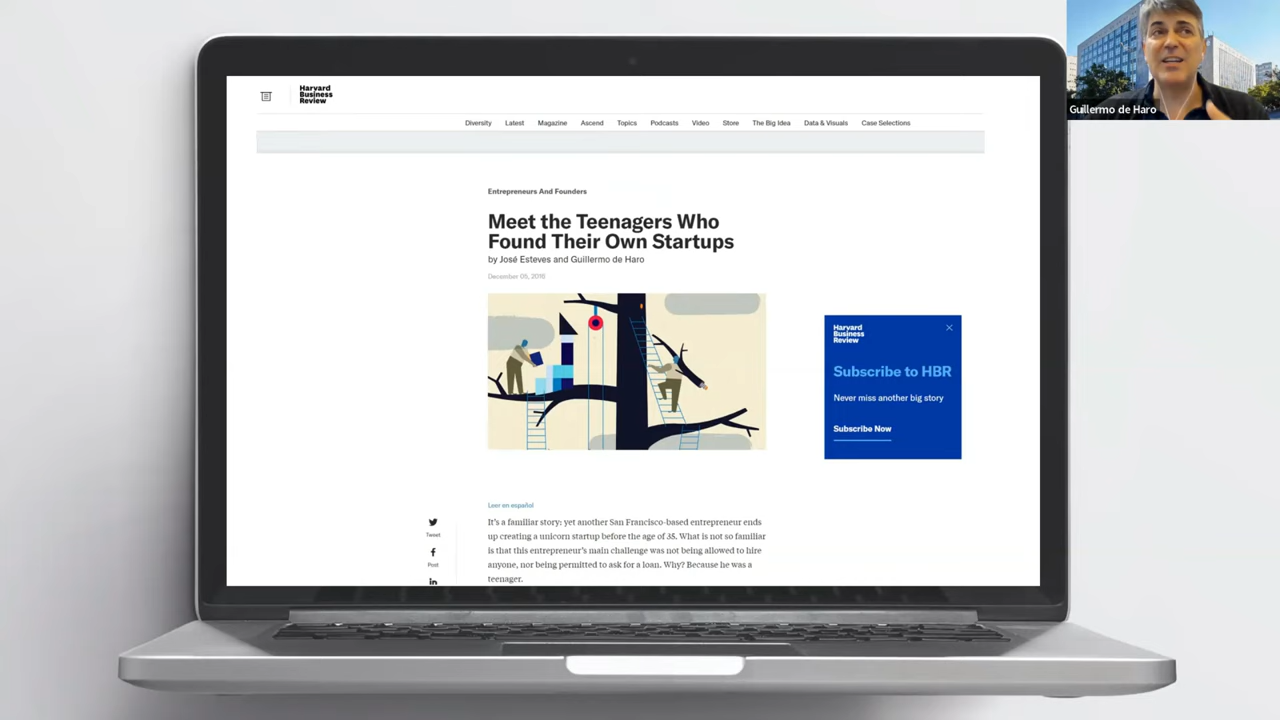 Harvard
Business
Review
Diversity Latest Magazine Ascend Topics Podcasts Video Store The Big Idea Data & Visuals Case Selections
Entrepreneurs And Founders
Meet the Teenagers Who
Found Their Own Startups
by José Esteves and Guillermo de Haro
December 05, 2016
Harvard
Business
Review
Subscribe to HBR
Never miss another big story
Subscribe Now
Leer en español
It's a familiar story: yet another San Francisco-based entrepreneur ends
up creating a unicorn startup before the age of 35. What is not so familiar
is that this entrepreneur's main challenge was not being allowed to hire
anyone, nor being permitted to ask for a loan. Why? Because he was a
teenager.
Tweet
Post
Guillermo de Haro